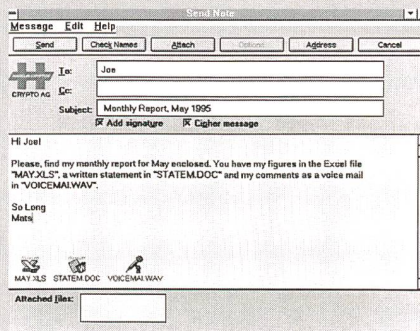 Send Note
Message Edit Help
Send Check Names Attach Options Address Cancel
To: Joe
CRYPTO AG
Cc:
Subject: Monthly Report, May 1995
Add signature Cipher message
Hi Joe!
Please, find my monthly report for May enclosed. You have my figures in the Excel file
"MAY.XLS", a written statement in "STATEM.DOC" and my comments as a voice mail
in "VOICEMAI.WAV".
So Long
Mats
MAY.XLS STATEM.DOC VOICEMAI.WAV
Attached files: